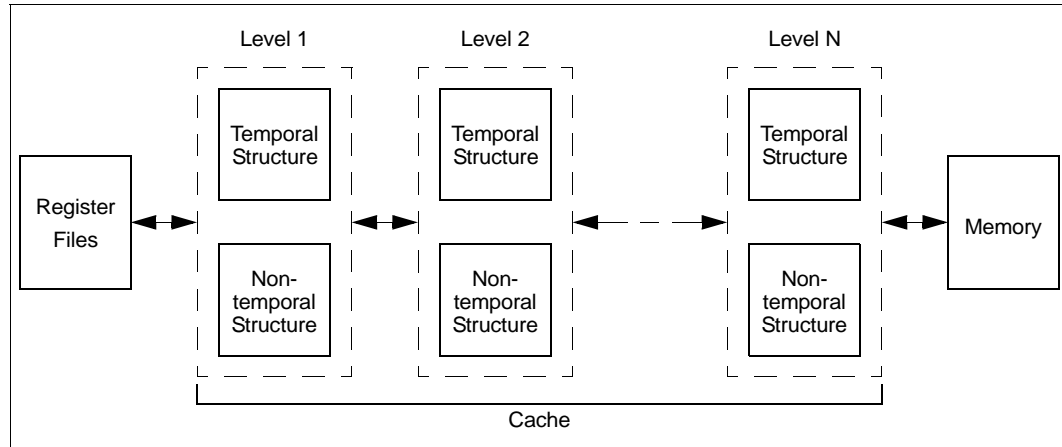 Level 1
Level 2
Level N
Temporal
Structure
Temporal
Structure
Temporal
Structure
Register
Files
Memory
Non-
temporal
Structure
Non-
temporal
Structure
Non-
temporal
Structure
Cache